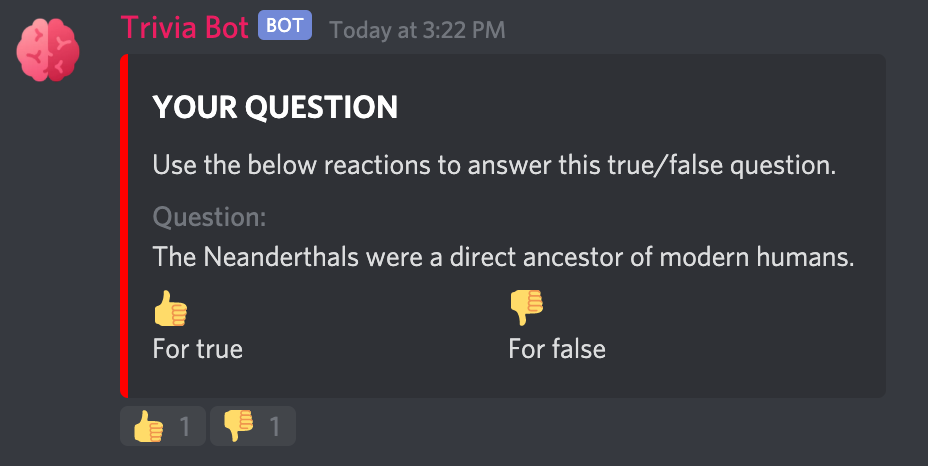 Trivia Bot BOT Today at 3:22 PM
YOUR QUESTION
Use the below reactions to answer this true/false question.
Question:
The Neanderthals were a direct ancestor of modern humans.
For true For false
1 1